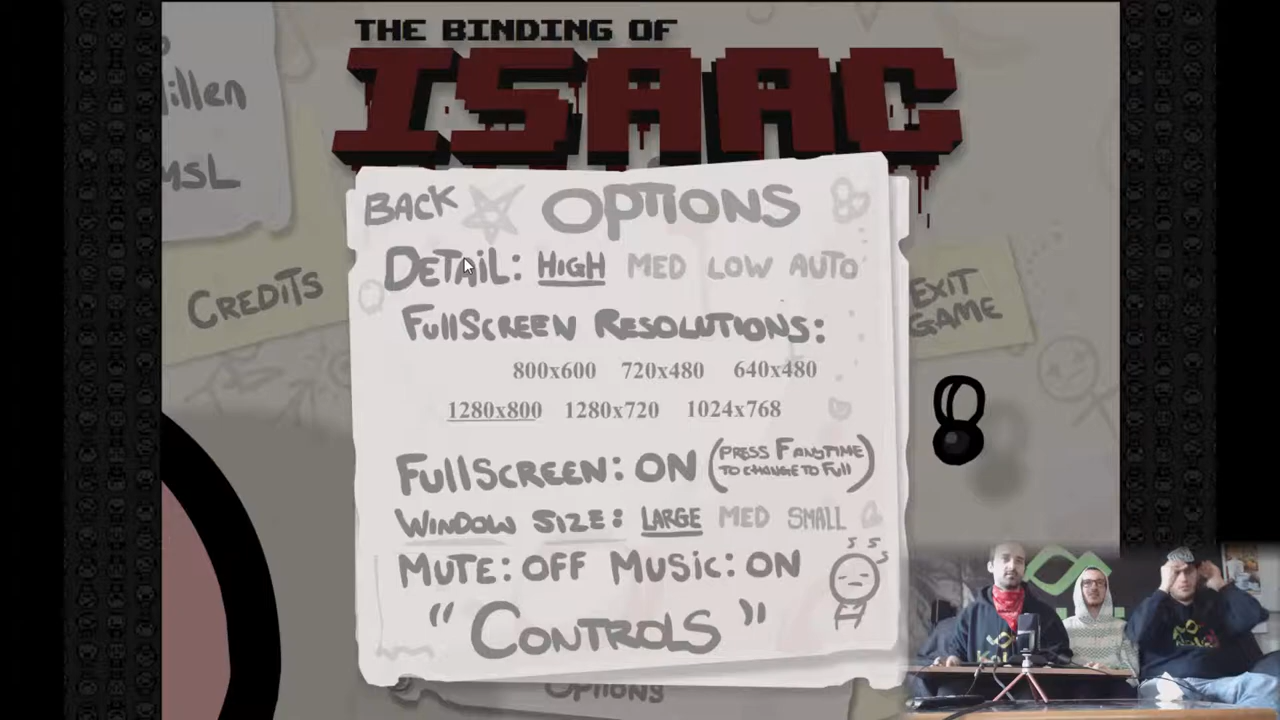 THE BINDING OF
ISAAC
illen
MSL
CREDITS
BACK
OPTIONS
DETAIL: HIGH MED LOW AUTO
FULLSCREEN RESOLUTIONS:
800x600 720x480 640x480
1280x800 1280x720 1024x768
FULLSCREEN: ON (PRESS F ANYTIME
TO CHANGE TO FULL)
WINDOW SIZE: LARGE MED SMALL
MUTE: OFF MUSIC: ON
"CONTROLS"
EXIT
GAME
OPTIONS